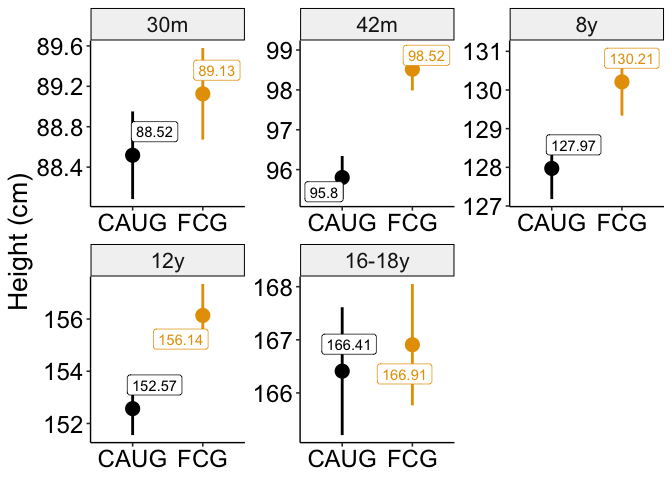 Height (cm)
30m
89.6
89.2
88.8
88.4
89.13
88.52
CAUG FCG
42m
99
98
97
96
98.52
95.8
CAUG FCG
8y
131
130
129
128
127
130.21
127.97
CAUG FCG
12y
156
154
152
156.14
152.57
CAUG FCG
16-18y
168
167
166
166.41
166.91
CAUG FCG